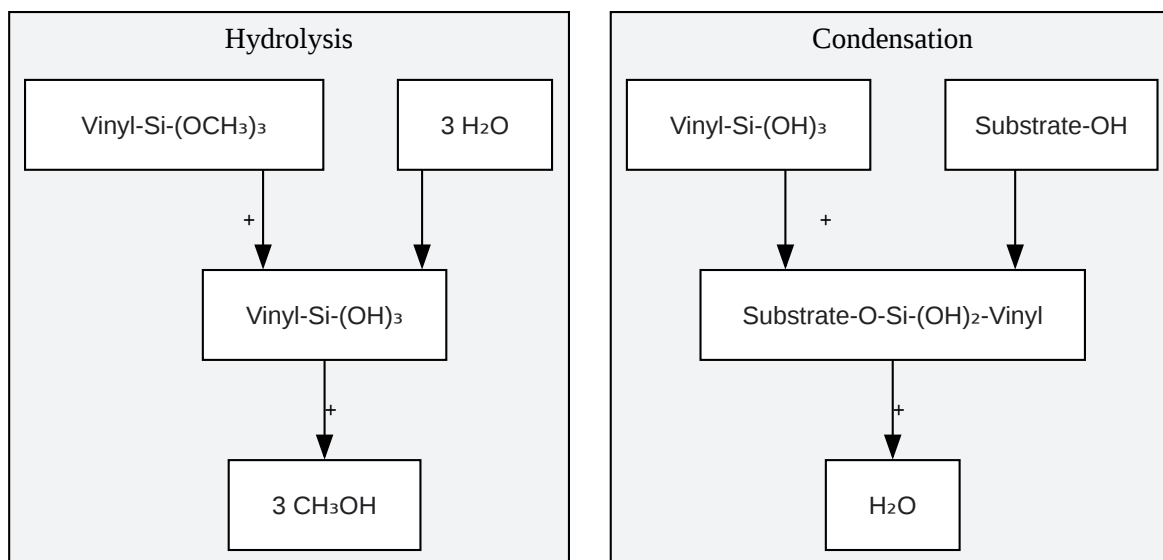 Hydrolysis
Vinyl-Si-(OCH₃)₃
3 H₂O
+
Vinyl-Si-(OH)₃
+
3 CH₃OH
Condensation
Vinyl-Si-(OH)₃
Substrate-OH
+
Substrate-O-Si-(OH)₂-Vinyl
+
H₂O